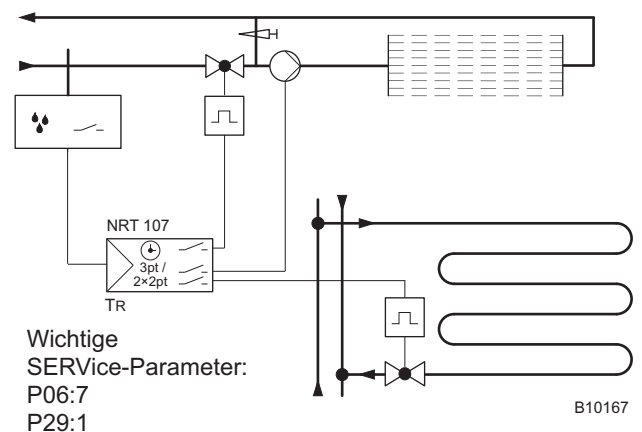 NRT 107
3pt /
2×2pt
TR
Wichtige
SERVice-Parameter:
P06:7
P29:1
B10167